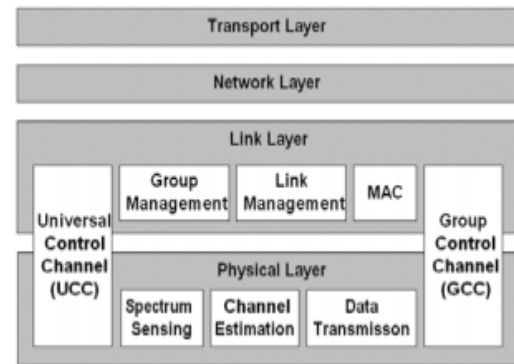 Transport Layer
Network Layer
Link Layer
Universal
Control
Channel
(UCC)
Group
Management
Link
Management
MAC
Group
Control
Channel
(GCC)
Physical Layer
Spectrum
Sensing
Channel
Estimation
Data
Transmisson